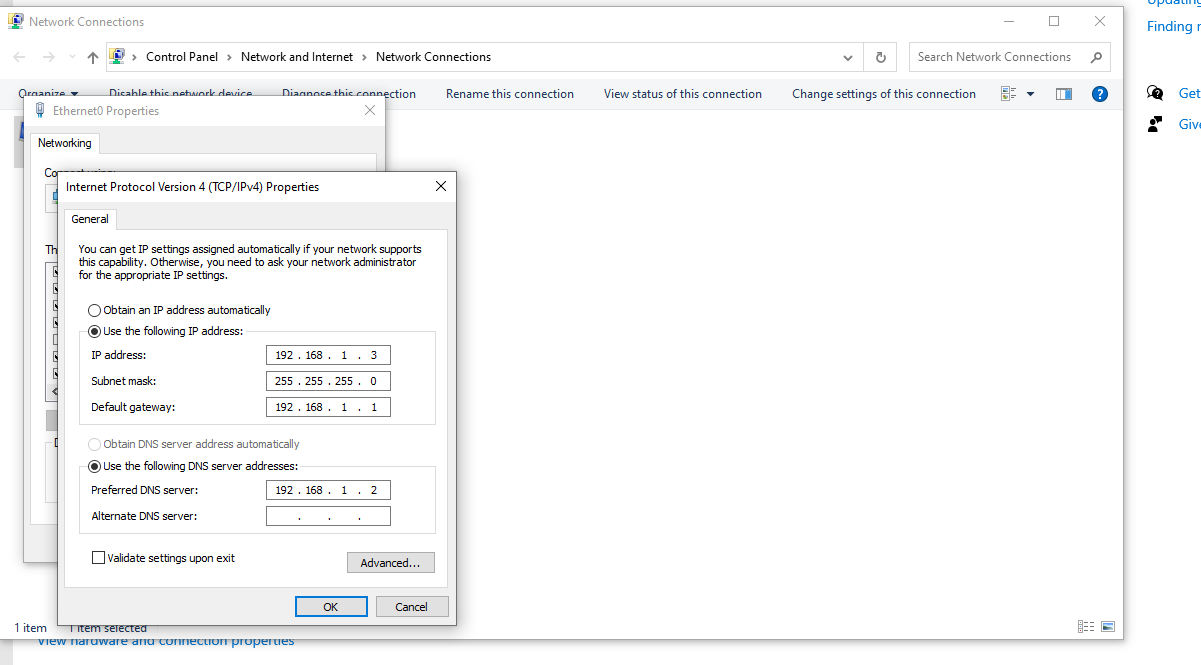 Network Connections
Updating
Finding
Control Panel > Network and Internet > Network Connections
Search Network Connections
Organize
Disable this network device
Diagnose this connection
Rename this connection
View status of this connection
Change settings of this connection
Get
Give
Ethernet0 Properties
Networking
Connect using:
Internet Protocol Version 4 (TCP/IPv4) Properties
General
You can get IP settings assigned automatically if your network supports
this capability. Otherwise, you need to ask your network administrator
for the appropriate IP settings.
Obtain an IP address automatically
Use the following IP address:
IP address: 192 . 168 . 1 . 3
Subnet mask: 255 . 255 . 255 . 0
Default gateway: 192 . 168 . 1 . 1
Obtain DNS server address automatically
Use the following DNS server addresses:
Preferred DNS server: 192 . 168 . 1 . 2
Alternate DNS server: . . .
Validate settings upon exit
Advanced...
OK
Cancel
1 item
1 item selected
View hardware and connection properties